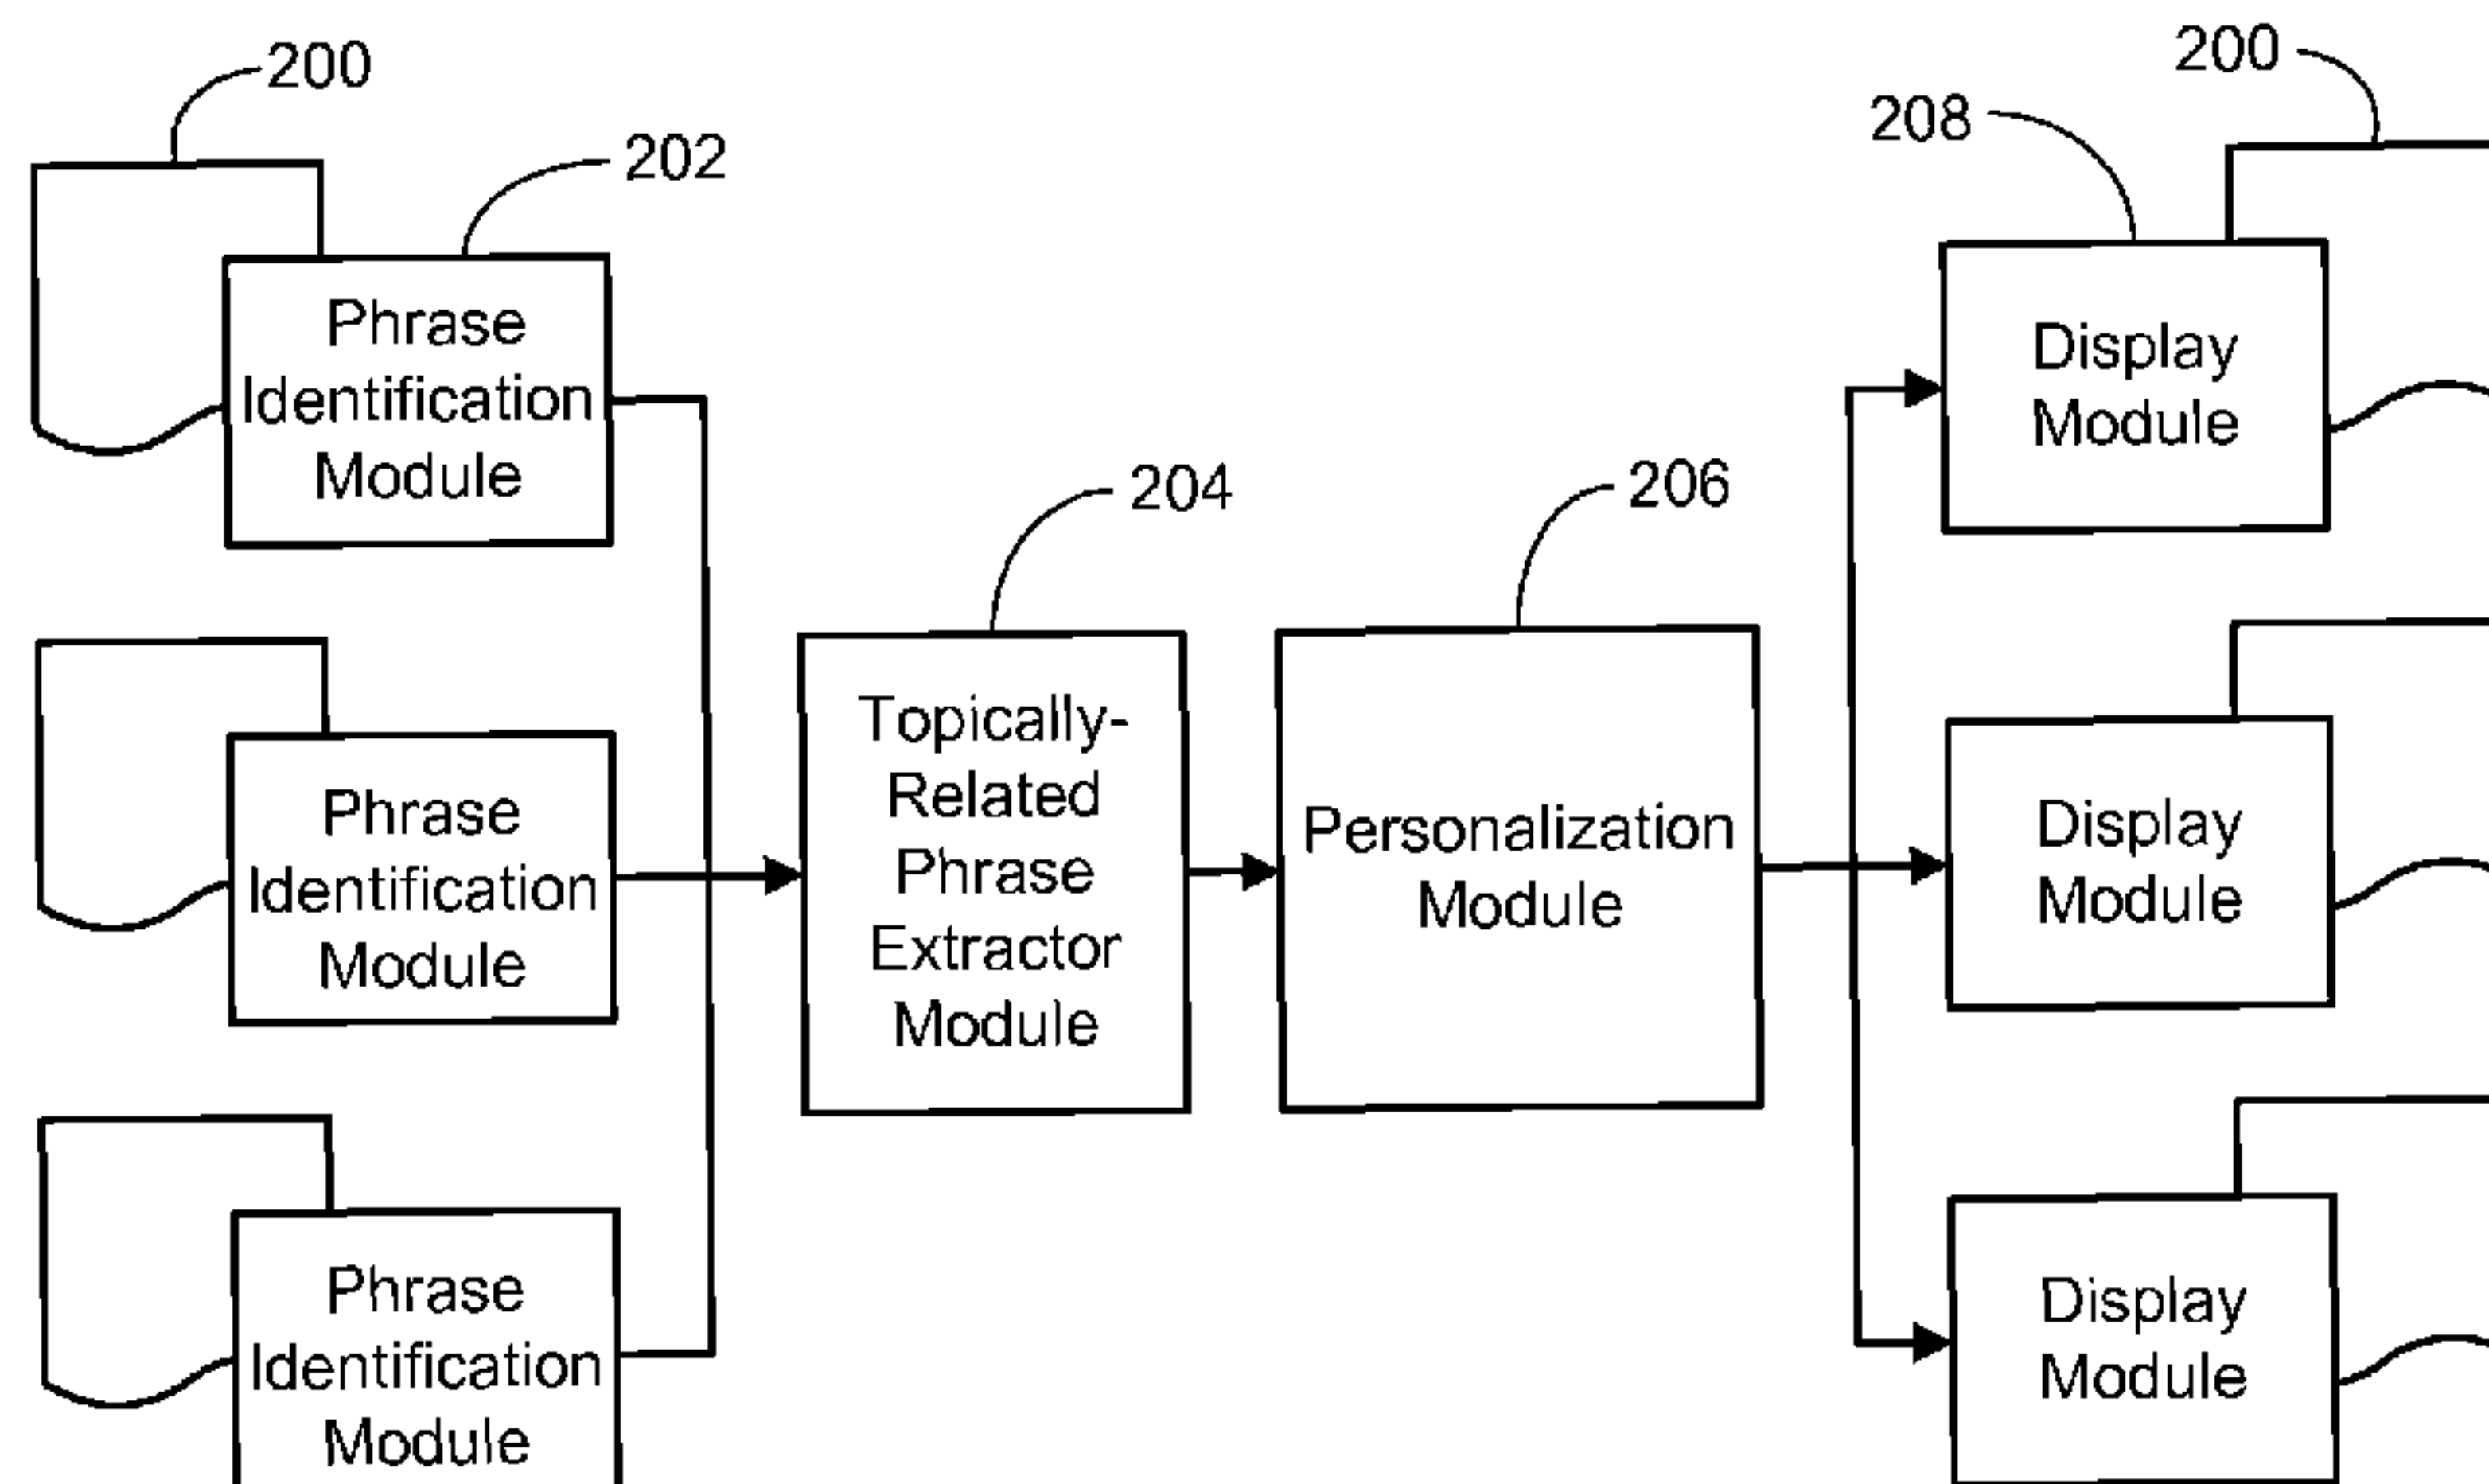 200
202
Phrase
Identification
Module
Phrase
Identification
Module
Phrase
Identification
Module
204
Topically-
Related
Phrase
Extractor
Module
206
Personalization
Module
208
200
Display
Module
Display
Module
Display
Module